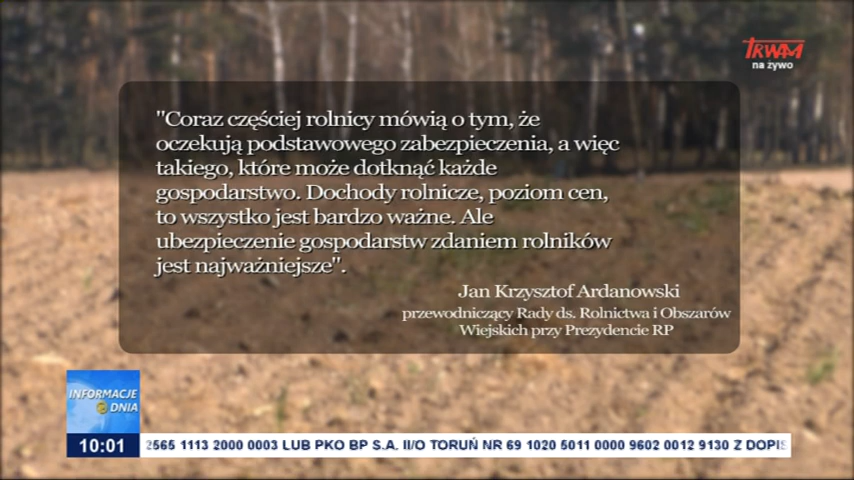 TRWAM
na żywo
"Coraz częściej rolnicy mówią o tym, że
oczekują podstawowego zabezpieczenia, a więc
takiego, które może dotknąć każde
gospodarstwo. Dochody rolnicze, poziom cen,
to wszystko jest bardzo ważne. Ale
ubezpieczenie gospodarstw zdaniem rolników
jest najważniejsze".
Jan Krzysztof Ardanowski
przewodniczący Rady ds. Rolnictwa i Obszarów
Wiejskich przy Prezydencie RP
INFORMACJE
DNIA
10:01
2565 1113 2000 0003 LUB PKO BP S.A. II/O TORUŃ NR 69 1020 5011 0000 9602 0012 9130 Z DOPIS